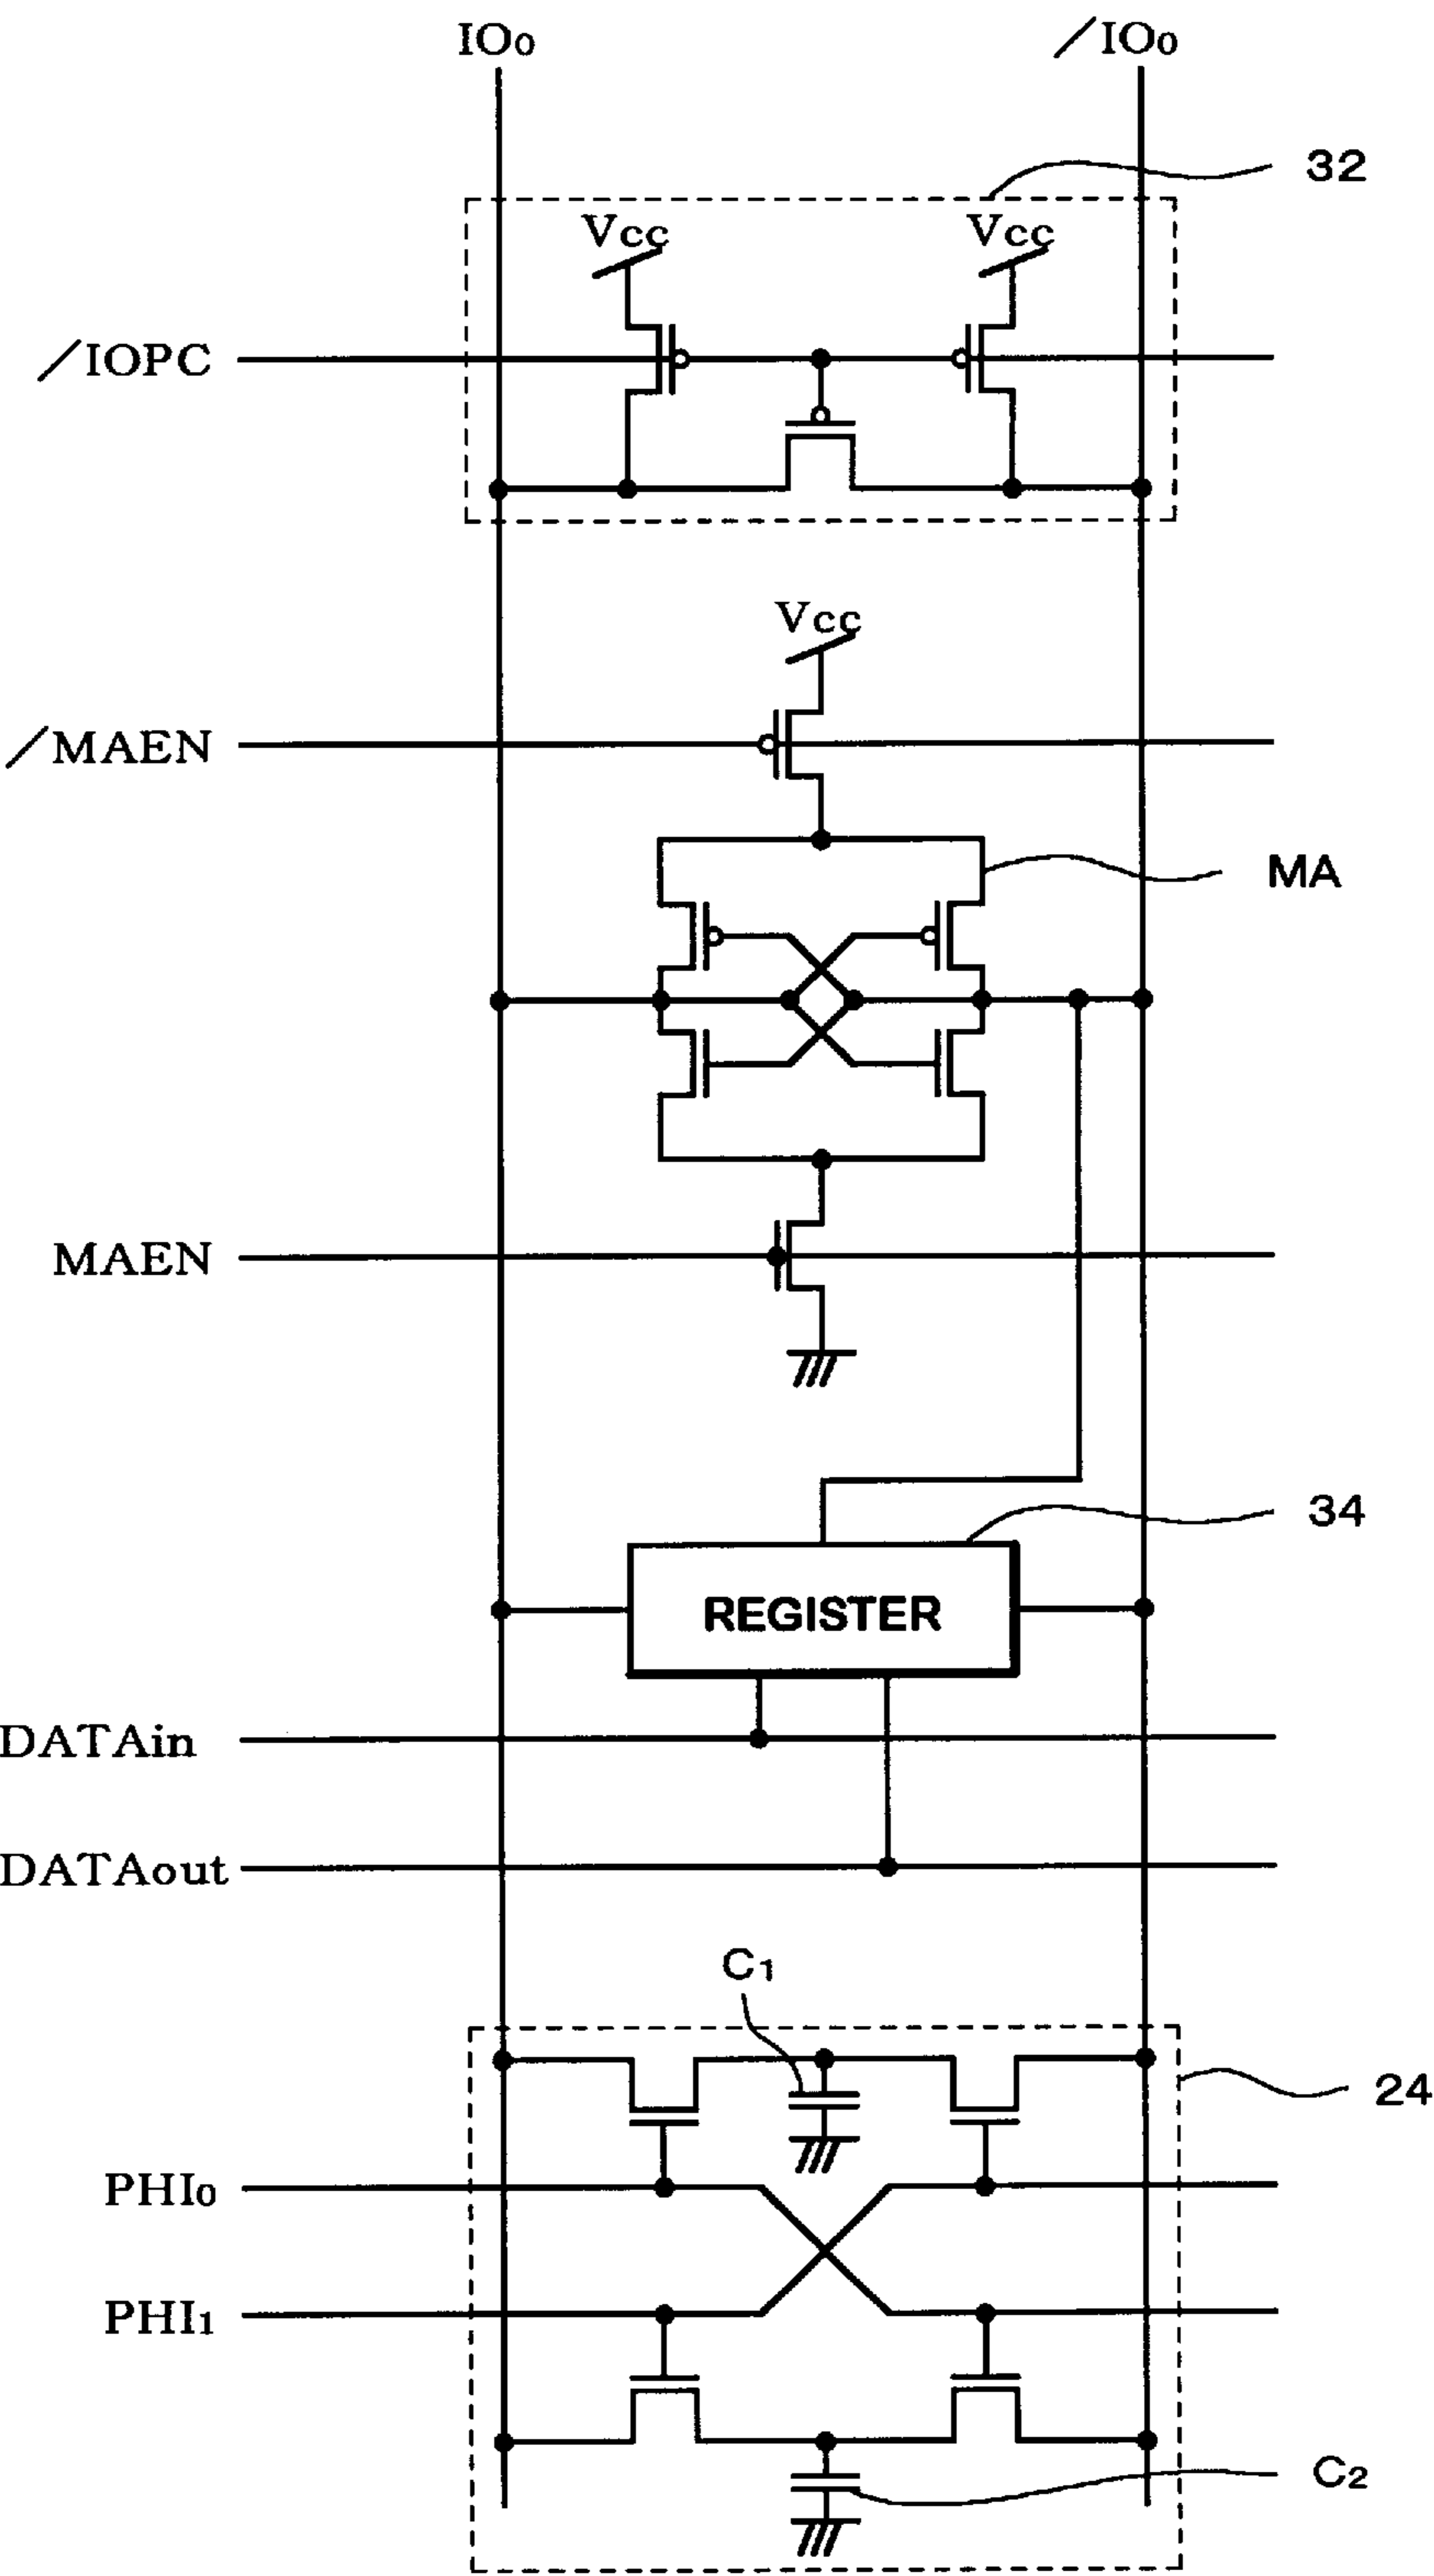 IO₀ /IO₀
32
Vcc Vcc
/IOPC
Vcc
/MAEN
MA
MAEN
34
REGISTER
DATAin
DATAout
C₁
24
PHI₀
PHI₁
C₂